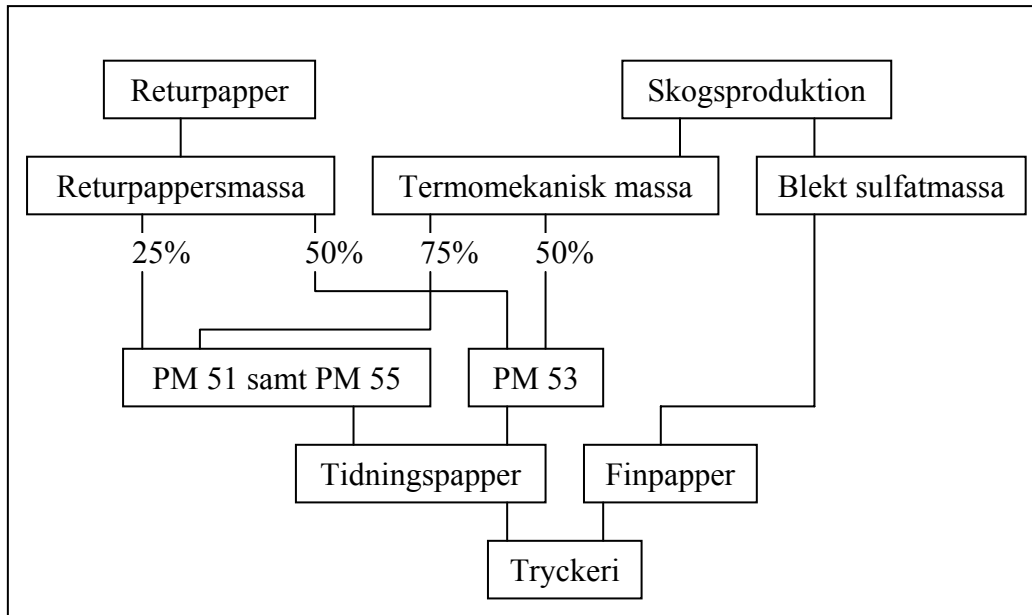 Returpapper
Skogsproduktion
Returpappersmassa
Termomekanisk massa
Blekt sulfatmassa
25%
50%
75%
50%
PM 51 samt PM 55
PM 53
Tidningspapper
Finpapper
Tryckeri